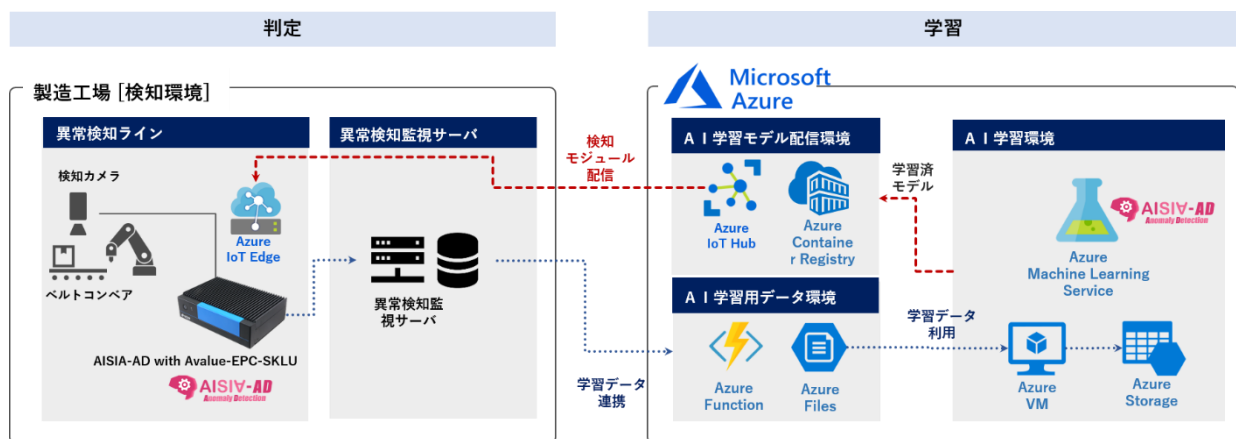 判定
学習
製造工場 [検知環境]
Microsoft
Azure
異常検知ライン
異常検知監視サーバ
検知
モジュール
配信
AI学習モデル配信環境
学習済
モデル
AI学習環境
検知カメラ
Azure
IoT Edge
ベルトコンベア
AISIA-AD with Avalue-EPC-SKLU
AISI∀-AD
Anomaly Detection
異常検知監
視サーバ
学習データ
連携
Azure
IoT Hub
Azure
Containe
r Registry
AISI∀-AD
Anomaly Detection
Azure
Machine Learning
Service
AI学習用データ環境
Azure
Function
Azure
Files
学習データ
利用
Azure
VM
Azure
Storage